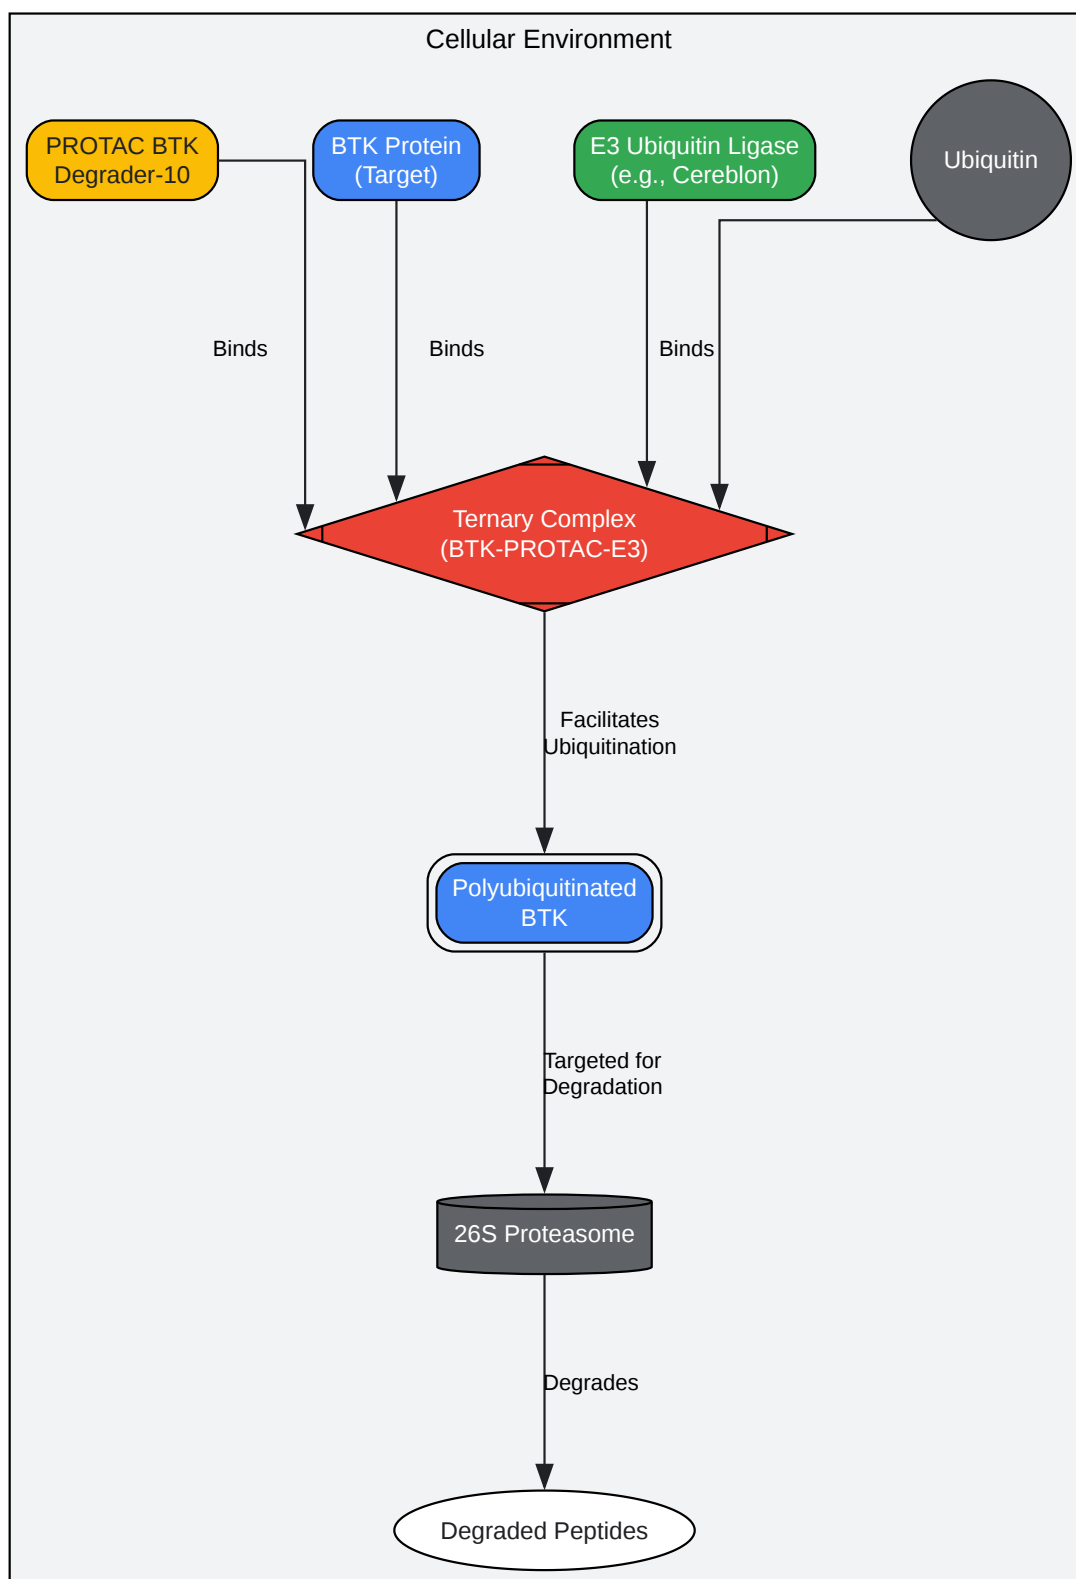 Cellular Environment
PROTAC BTK
Degrader-10
BTK Protein
(Target)
E3 Ubiquitin Ligase
(e.g., Cereblon)
Ubiquitin
Binds
Binds
Binds
Ternary Complex
(BTK-PROTAC-E3)
Facilitates
Ubiquitination
Polyubiquitinated
BTK
Targeted for
Degradation
26S Proteasome
Degrades
Degraded Peptides